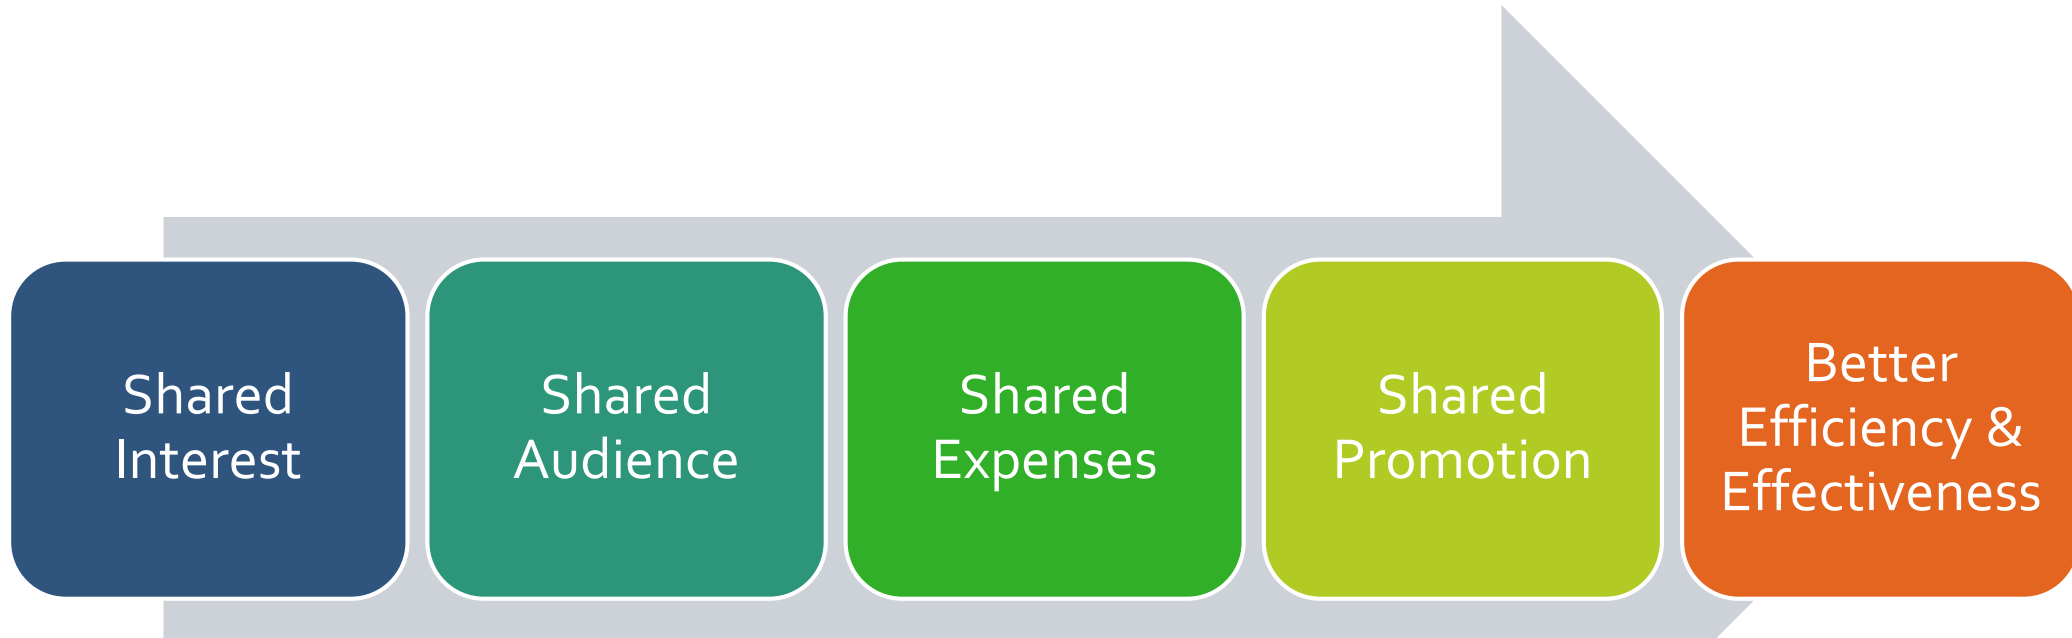 Shared
Interest
Shared
Audience
Shared
Expenses
Shared
Promotion
Better
Efficiency &
Effectiveness